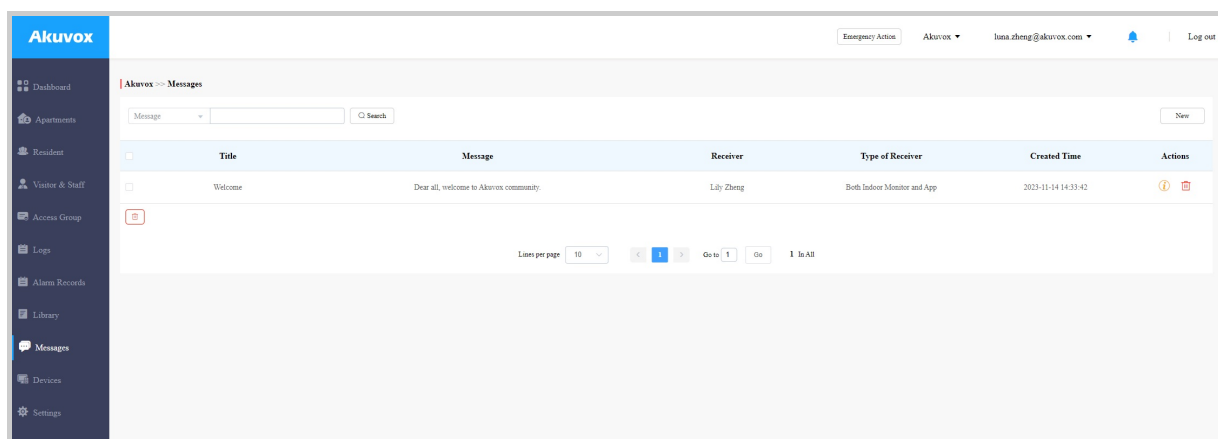 Akuvox
Emergency Action Akuvox luna.zheng@akuvox.com Log out
Dashboard
Apartments
Resident
Visitor & Staff
Access Group
Logs
Alarm Records
Library
Messages
Devices
Settings
Akuvox >> Messages
Message Search New
Title Message Receiver Type of Receiver Created Time Actions
Welcome Dear all, welcome to Akuvox community. Lily Zheng Both Indoor Monitor and App 2023-11-14 14:33:42
Lines per page 10 < 1 > Go to 1 Go 1 In All